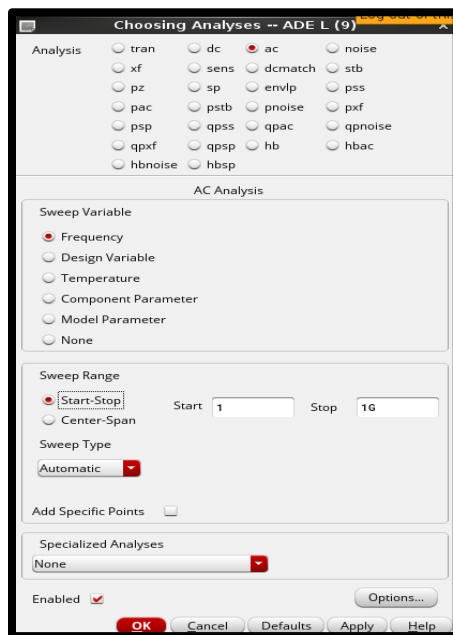 Choosing Analyses -- ADE L (9)
Analysis tran dc ac noise
xf sens dcmatch stb
pz sp envlp pss
pac pstb pnoise pxf
psp qpss qpac qpnoise
qpxf qpsp hb hbac
hbnoise hbsp
AC Analysis
Sweep Variable
Frequency
Design Variable
Temperature
Component Parameter
Model Parameter
None
Sweep Range
Start-Stop Start 1 Stop 1G
Center-Span
Sweep Type
Automatic
Add Specific Points
Specialized Analyses
None
Enabled Options...
OK Cancel Defaults Apply Help